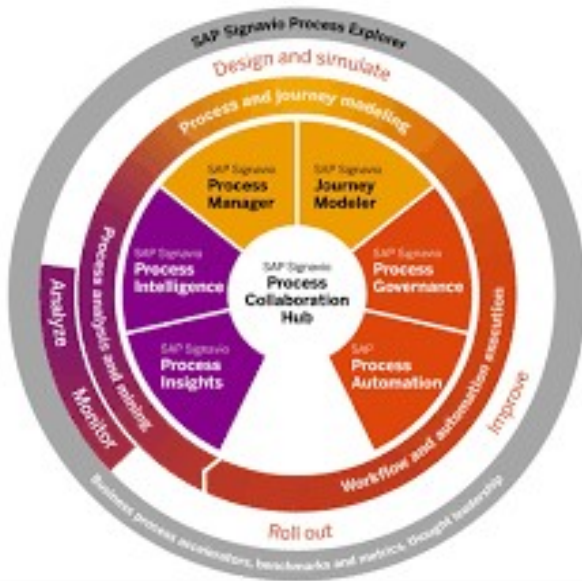 SAP Signavio Process Explorer
Design and simulate
Process and journey modeling
SAP Signavio
Process
Manager
SAP Signavio
Journey
Modeler
SAP Signavio
Process
Intelligence
SAP Signavio
Process
Governance
SAP Signavio
Process
Collaboration
Hub
SAP Signavio
Process
Insights
SAP
Process
Automation
Analyze
Monitor
Process analysis and mining
Workflow and automation execution
Improve
Roll out
Business process accelerators, benchmarks and metrics, thought leadership